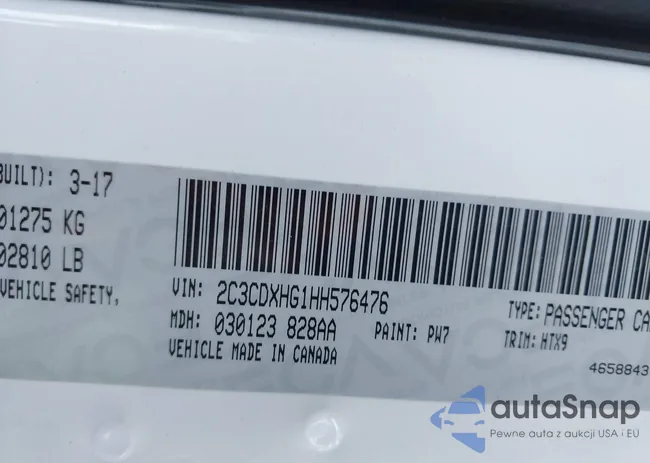 BUILT): 3-17
01275 KG
02810 LB
VEHICLE SAFETY,
VIN: 2C3CDXHG1HH576476
MDH: 030123 828AA PAINT: PW7
VEHICLE MADE IN CANADA
TYPE: PASSENGER CA
TRIM: HTX9
4658843
autoSnap
Pewne auta z aukcji USA i EU